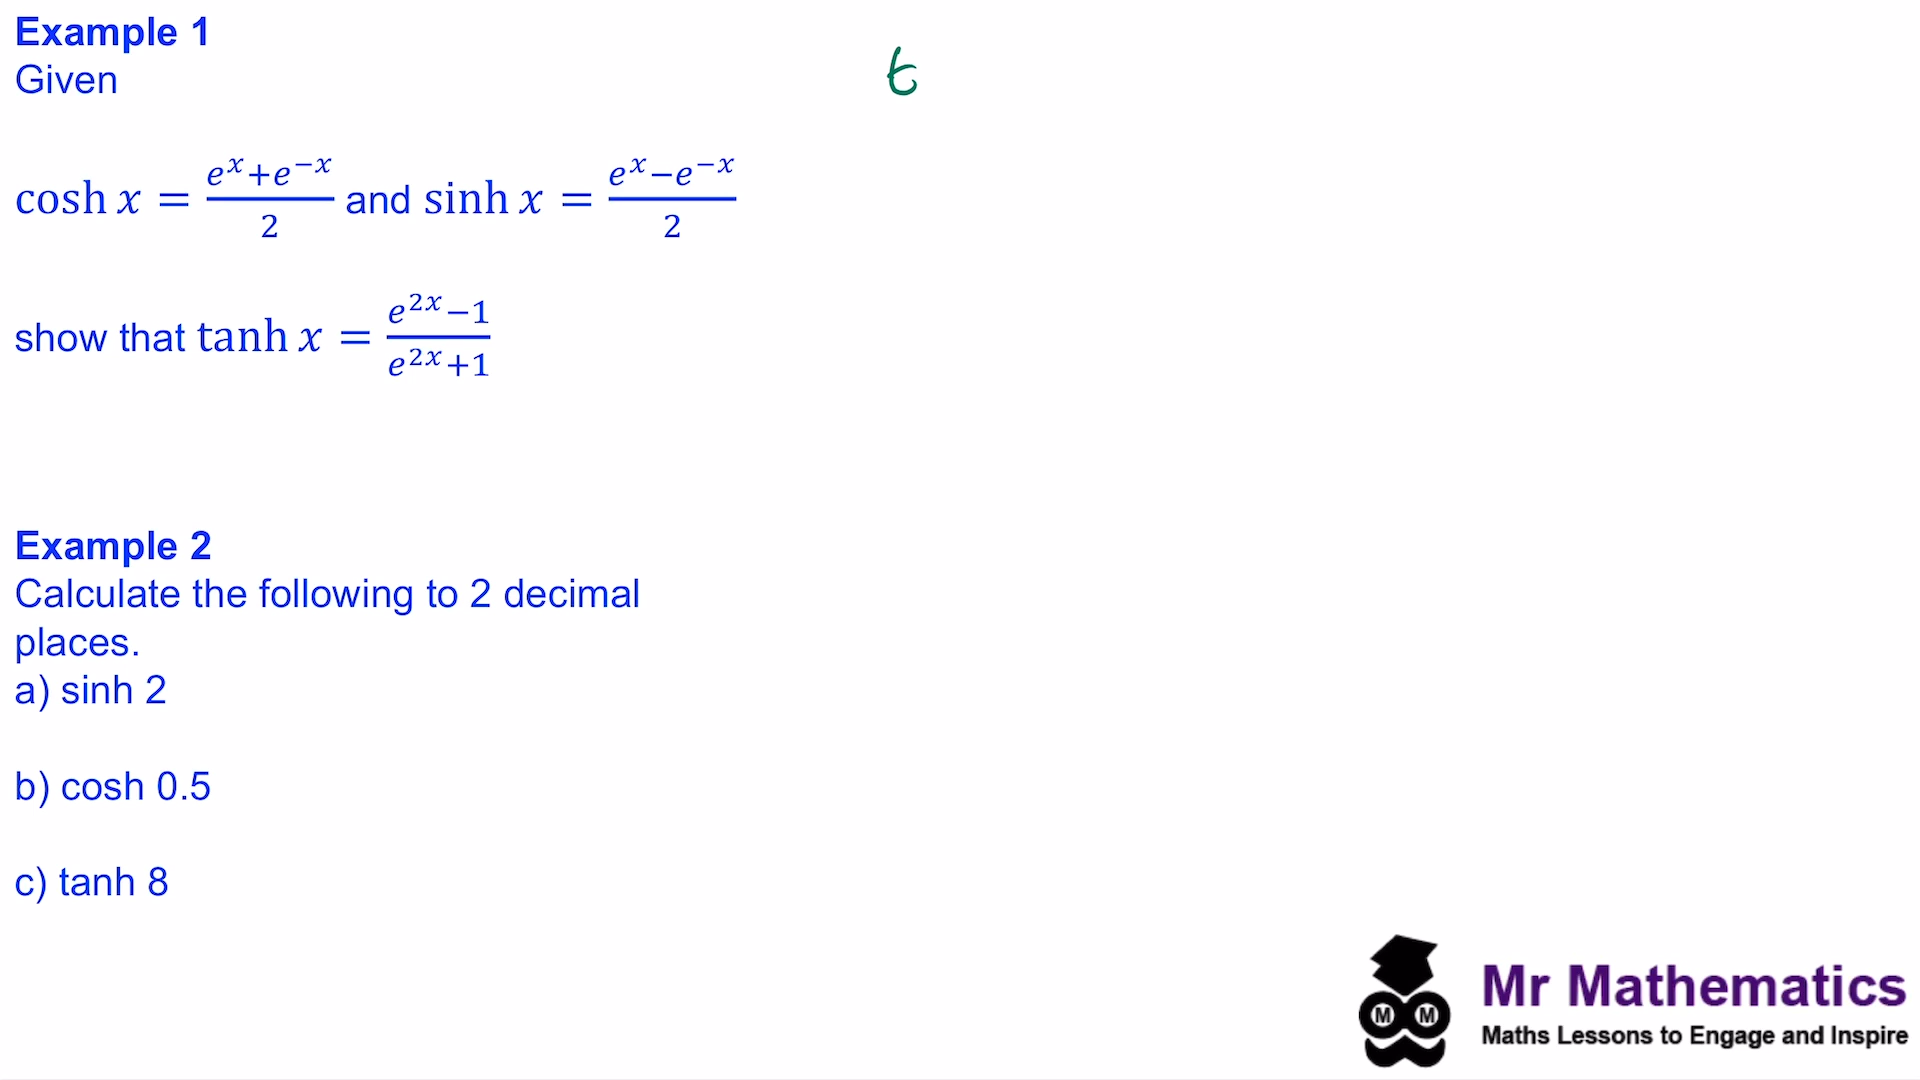 Example 1
Given
t
cosh x = (e^x+e^−x)/2 and sinh x = (e^x−e^−x)/2
show that tanh x = (e^2x−1)/(e^2x+1)
Example 2
Calculate the following to 2 decimal
places.
a) sinh 2
b) cosh 0.5
c) tanh 8
M M
Mr Mathematics
Maths Lessons to Engage and Inspire